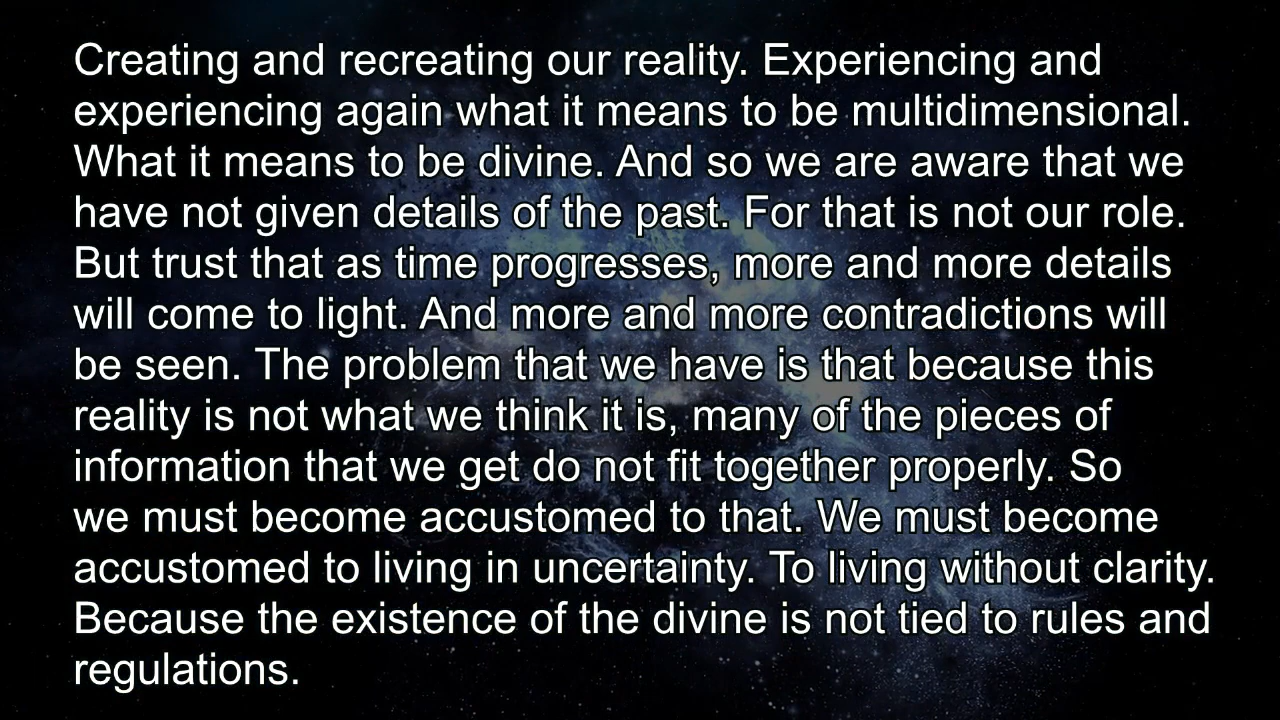 Creating and recreating our reality. Experiencing and
experiencing again what it means to be multidimensional.
What it means to be divine. And so we are aware that we
have not given details of the past. For that is not our role.
But trust that as time progresses, more and more details
will come to light. And more and more contradictions will
be seen. The problem that we have is that because this
reality is not what we think it is, many of the pieces of
information that we get do not fit together properly. So
we must become accustomed to that. We must become
accustomed to living in uncertainty. To living without clarity.
Because the existence of the divine is not tied to rules and
regulations.